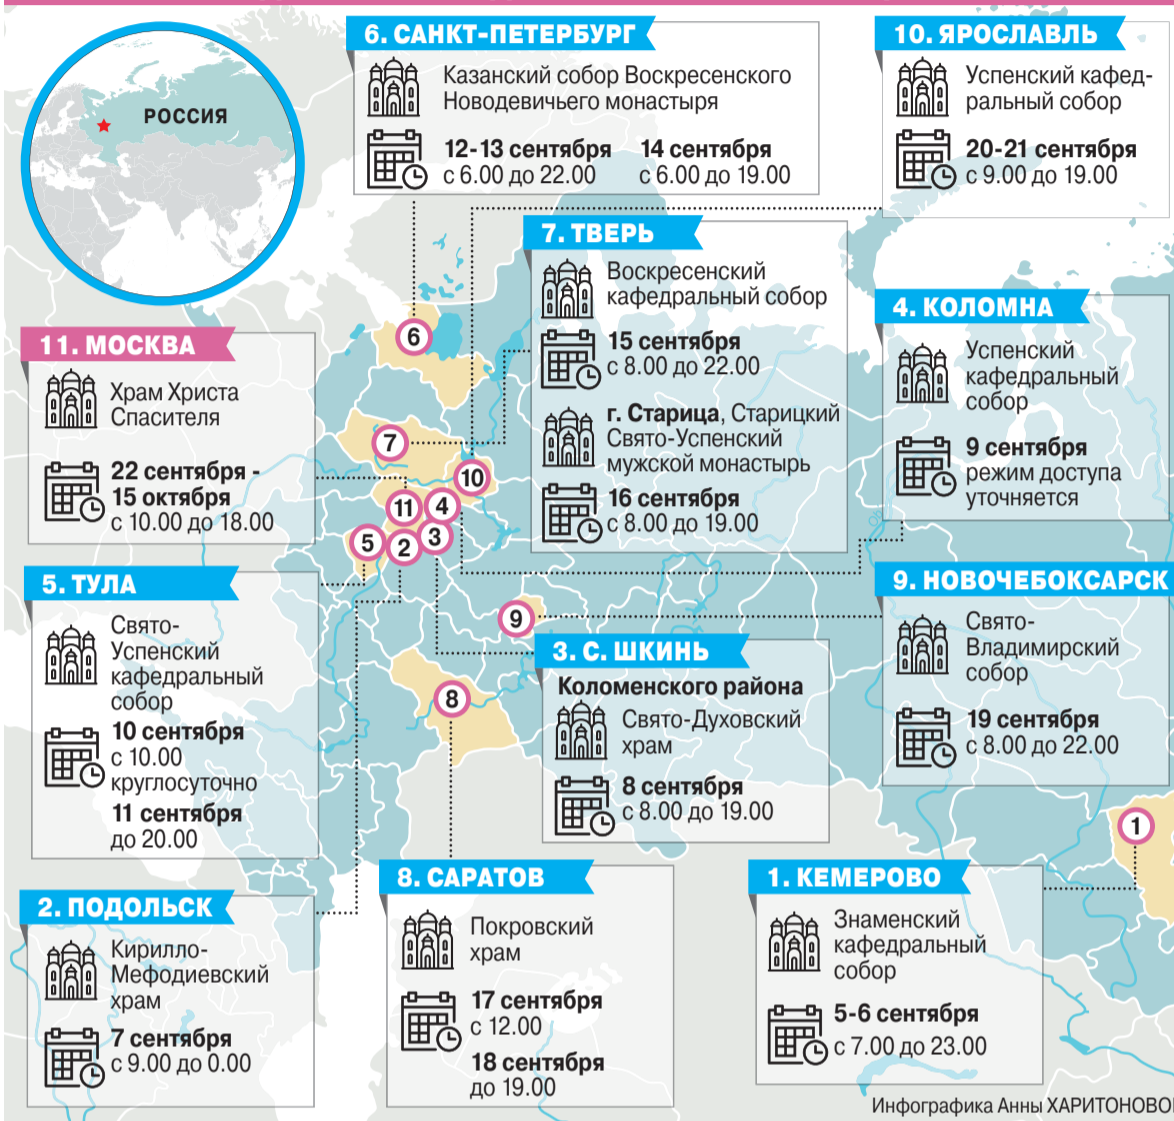 РОССИЯ
6. САНКТ-ПЕТЕРБУРГ
Казанский собор Воскресенского
Новодевичьего монастыря
12-13 сентября
с 6.00 до 22.00
14 сентября
с 6.00 до 19.00
10. ЯРОСЛАВЛЬ
Успенский кафед-
ральный собор
20-21 сентября
с 9.00 до 19.00
7. ТВЕРЬ
Воскресенский
кафедральный собор
15 сентября
с 8.00 до 22.00
г. Старица, Старицкий
Свято-Успенский
мужской монастырь
16 сентября
с 8.00 до 19.00
4. КОЛОМНА
Успенский
кафедральный
собор
9 сентября
режим доступа
уточняется
11. МОСКВА
Храм Христа
Спасителя
22 сентября -
15 октября
с 10.00 до 18.00
6
7
10
11
4
5
2
3
9
8
1
5. ТУЛА
Свято-
Успенский
кафедральный
собор
10 сентября
с 10.00
круглосуточно
11 сентября
до 20.00
9. НОВОЧЕБОКСАРСК
Свято-
Владимирский
собор
19 сентября
с 8.00 до 22.00
3. С. ШКИНЬ
Коломенского района
Свято-Духовский
храм
8 сентября
с 8.00 до 19.00
2. ПОДОЛЬСК
Кирилло-
Мефодиевский
храм
7 сентября
с 9.00 до 0.00
8. САРАТОВ
Покровский
храм
17 сентября
с 12.00
18 сентября
до 19.00
1. КЕМЕРОВО
Знаменский
кафедральный
собор
5-6 сентября
с 7.00 до 23.00
Инфографика Анны ХАРИТОНОВОЙ